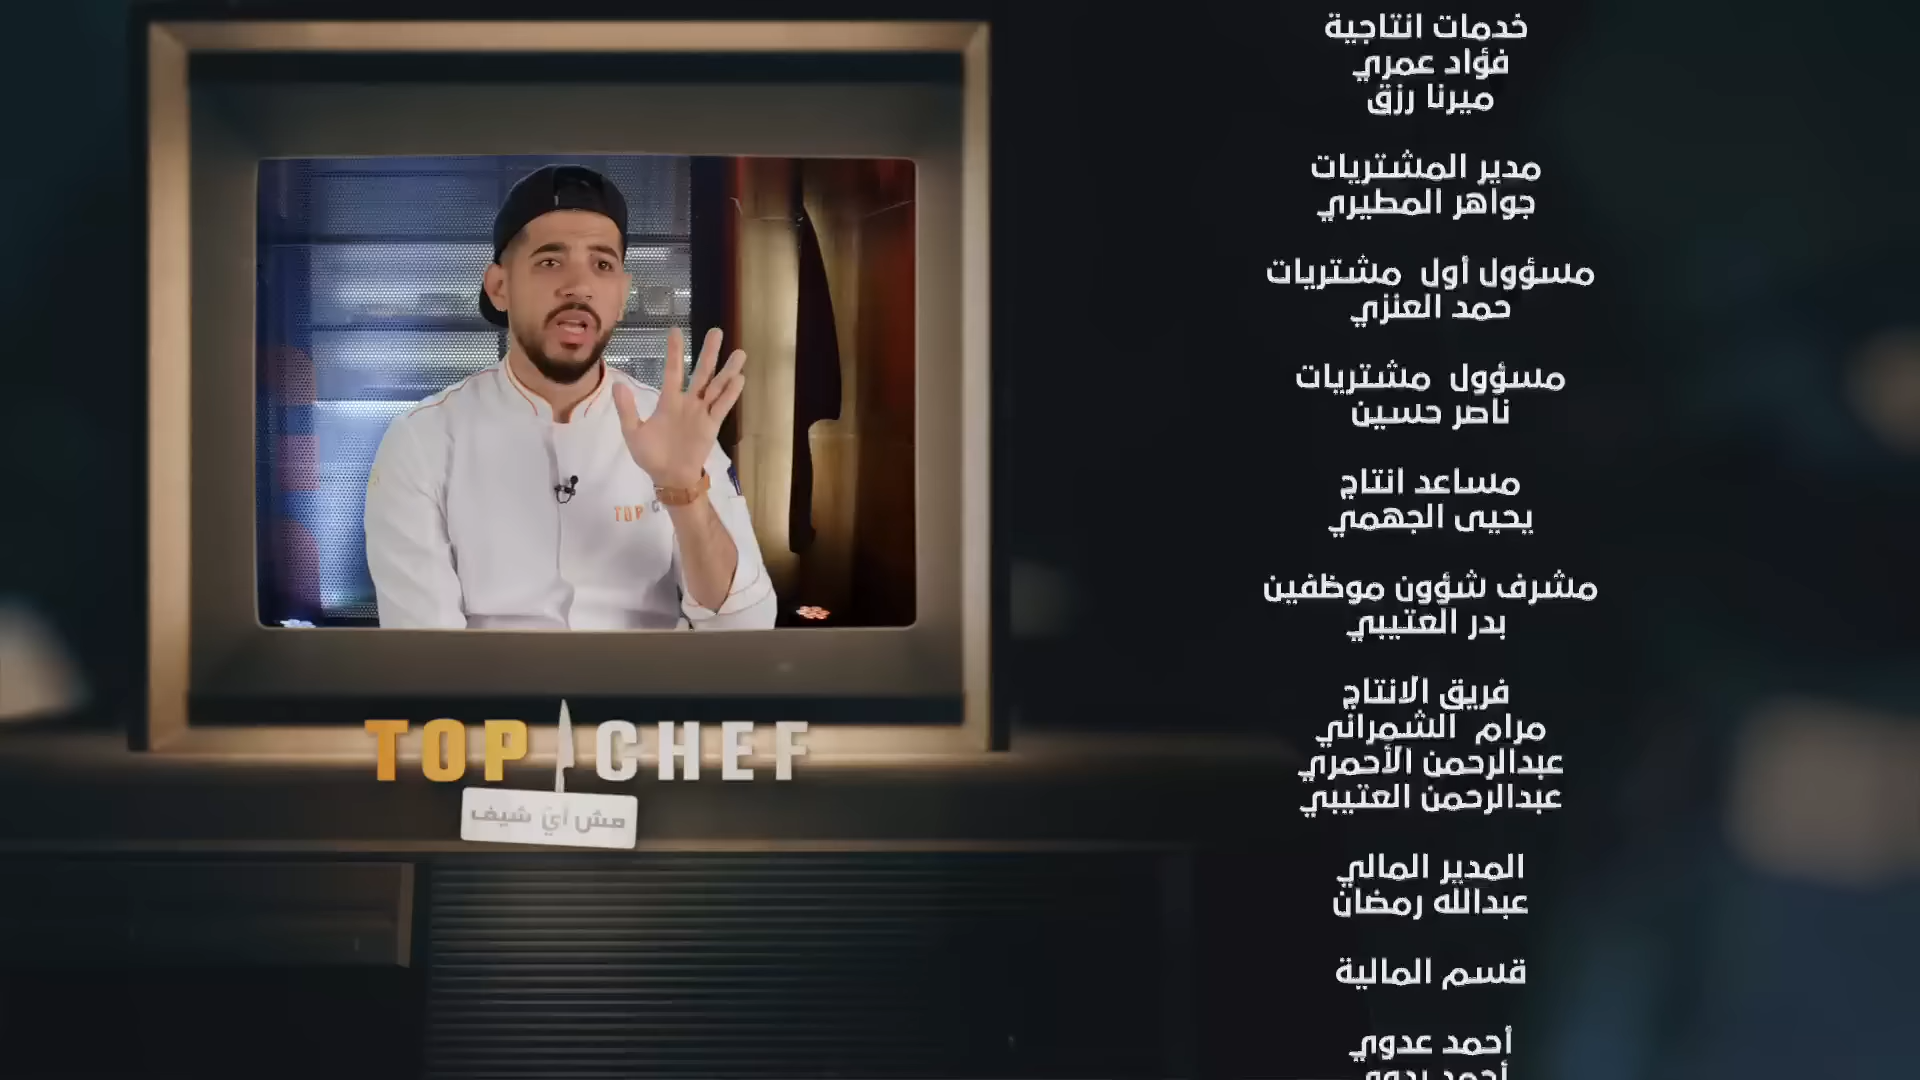 خدمات انتاجية
فؤاد عمري
ميرنا رزق
مدير المشتريات
جواهر المطيري
مسؤول أول مشتريات
حمد العنزي
مسؤول مشتريات
ناصر حسين
مساعد انتاج
يحيى الجهمي
مشرف شؤون موظفين
بدر العتيبي
فريق الانتاج
مرام الشمراني
عبدالرحمن الأحمري
عبدالرحمن العتيبي
المدير المالي
عبدالله رمضان
قسم المالية
أحمد عدوي
TOP
TOP CHEF
مش أيّ شيف